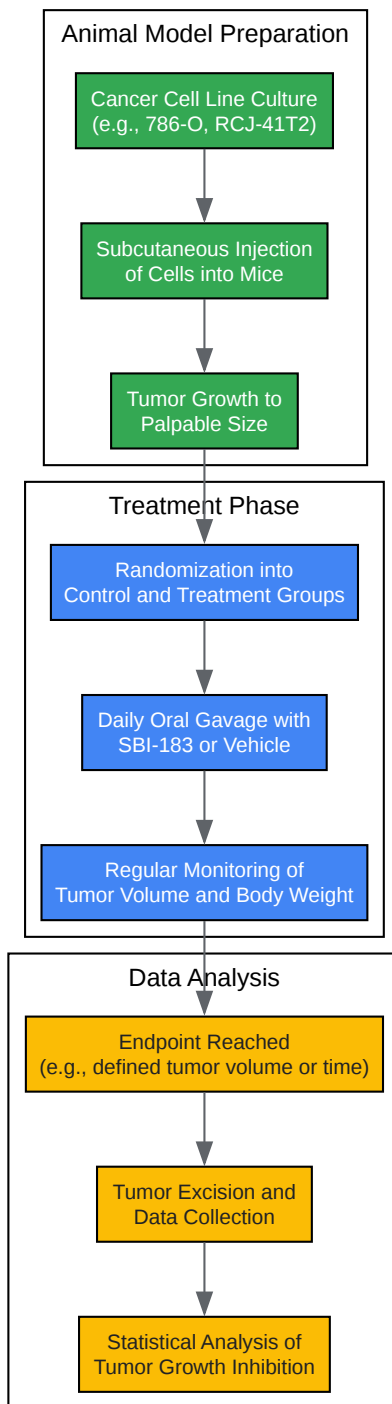 Animal Model Preparation
Cancer Cell Line Culture
(e.g., 786-O, RCJ-41T2)
Subcutaneous Injection
of Cells into Mice
Tumor Growth to
Palpable Size
Treatment Phase
Randomization into
Control and Treatment Groups
Daily Oral Gavage with
SBI-183 or Vehicle
Regular Monitoring of
Tumor Volume and Body Weight
Data Analysis
Endpoint Reached
(e.g., defined tumor volume or time)
Tumor Excision and
Data Collection
Statistical Analysis of
Tumor Growth Inhibition